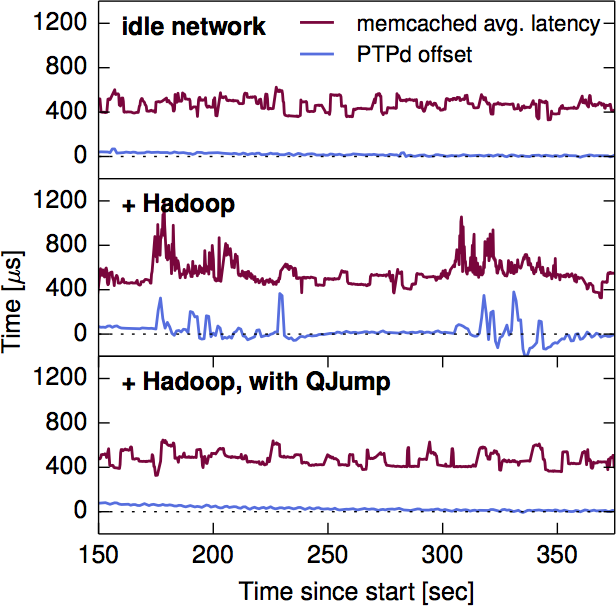 idle network
memcached avg. latency
PTPd offset
1200
800
400
0
+ Hadoop
1200
800
400
0
Time [μs]
+ Hadoop, with QJump
1200
800
400
0
150 200 250 300 350
Time since start [sec]